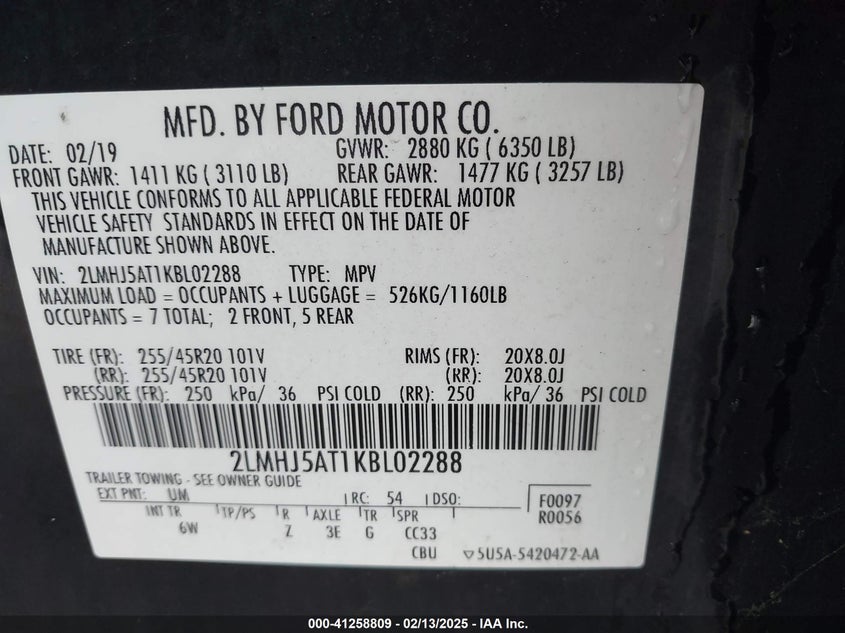 MFD. BY FORD MOTOR CO.
DATE: 02/19 GVWR: 2880 KG ( 6350 LB)
FRONT GAWR: 1411 KG ( 3110 LB) REAR GAWR: 1477 KG ( 3257 LB)
THIS VEHICLE CONFORMS TO ALL APPLICABLE FEDERAL MOTOR
VEHICLE SAFETY STANDARDS IN EFFECT ON THE DATE OF
MANUFACTURE SHOWN ABOVE.
VIN: 2LMHJ5AT1KBL02288 TYPE: MPV
MAXIMUM LOAD = OCCUPANTS + LUGGAGE = 526KG/1160LB
OCCUPANTS = 7 TOTAL; 2 FRONT, 5 REAR
TIRE (FR): 255/45R20 101V RIMS (FR): 20X8.0J
(RR): 255/45R20 101V (RR): 20X8.0J
PRESSURE (FR): 250 kPa/ 36 PSI COLD (RR): 250 kPa/ 36 PSI COLD
2LMHJ5AT1KBL02288
TRAILER TOWING - SEE OWNER GUIDE
EXT PNT: UM RC: 54 DSO: F0097
INT TR TP/PS R AXLE TR SPR R0056
6W Z 3E G CC33
CBU ▽5U5A-5420472-AA
000-41258809 - 02/13/2025 - IAA Inc.